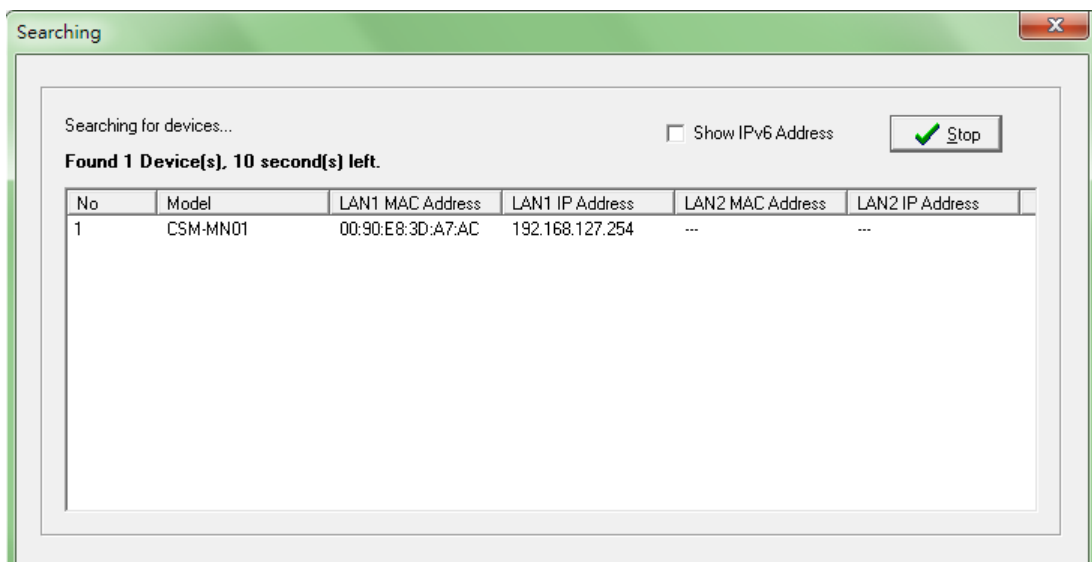 Searching
Searching for devices...
Show IPv6 Address
Stop
Found 1 Device(s), 10 second(s) left.
No Model LAN1 MAC Address LAN1 IP Address LAN2 MAC Address LAN2 IP Address
1 CSM-MN01 00:90:E8:3D:A7:AC 192.168.127.254 --- ---